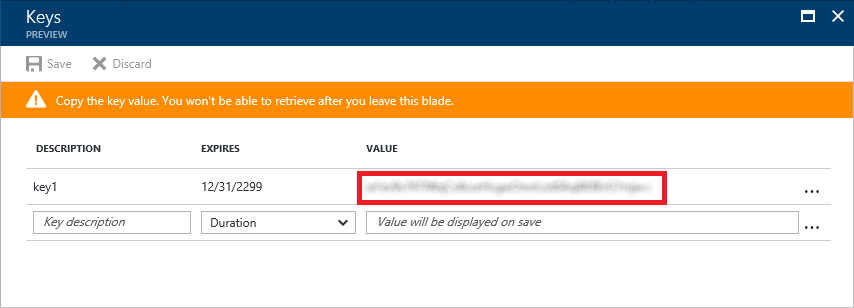 Keys
PREVIEW
Save Discard
Copy the key value. You won't be able to retrieve after you leave this blade.
DESCRIPTION EXPIRES VALUE
key1 12/31/2299 ...
Key description Duration Value will be displayed on save ...